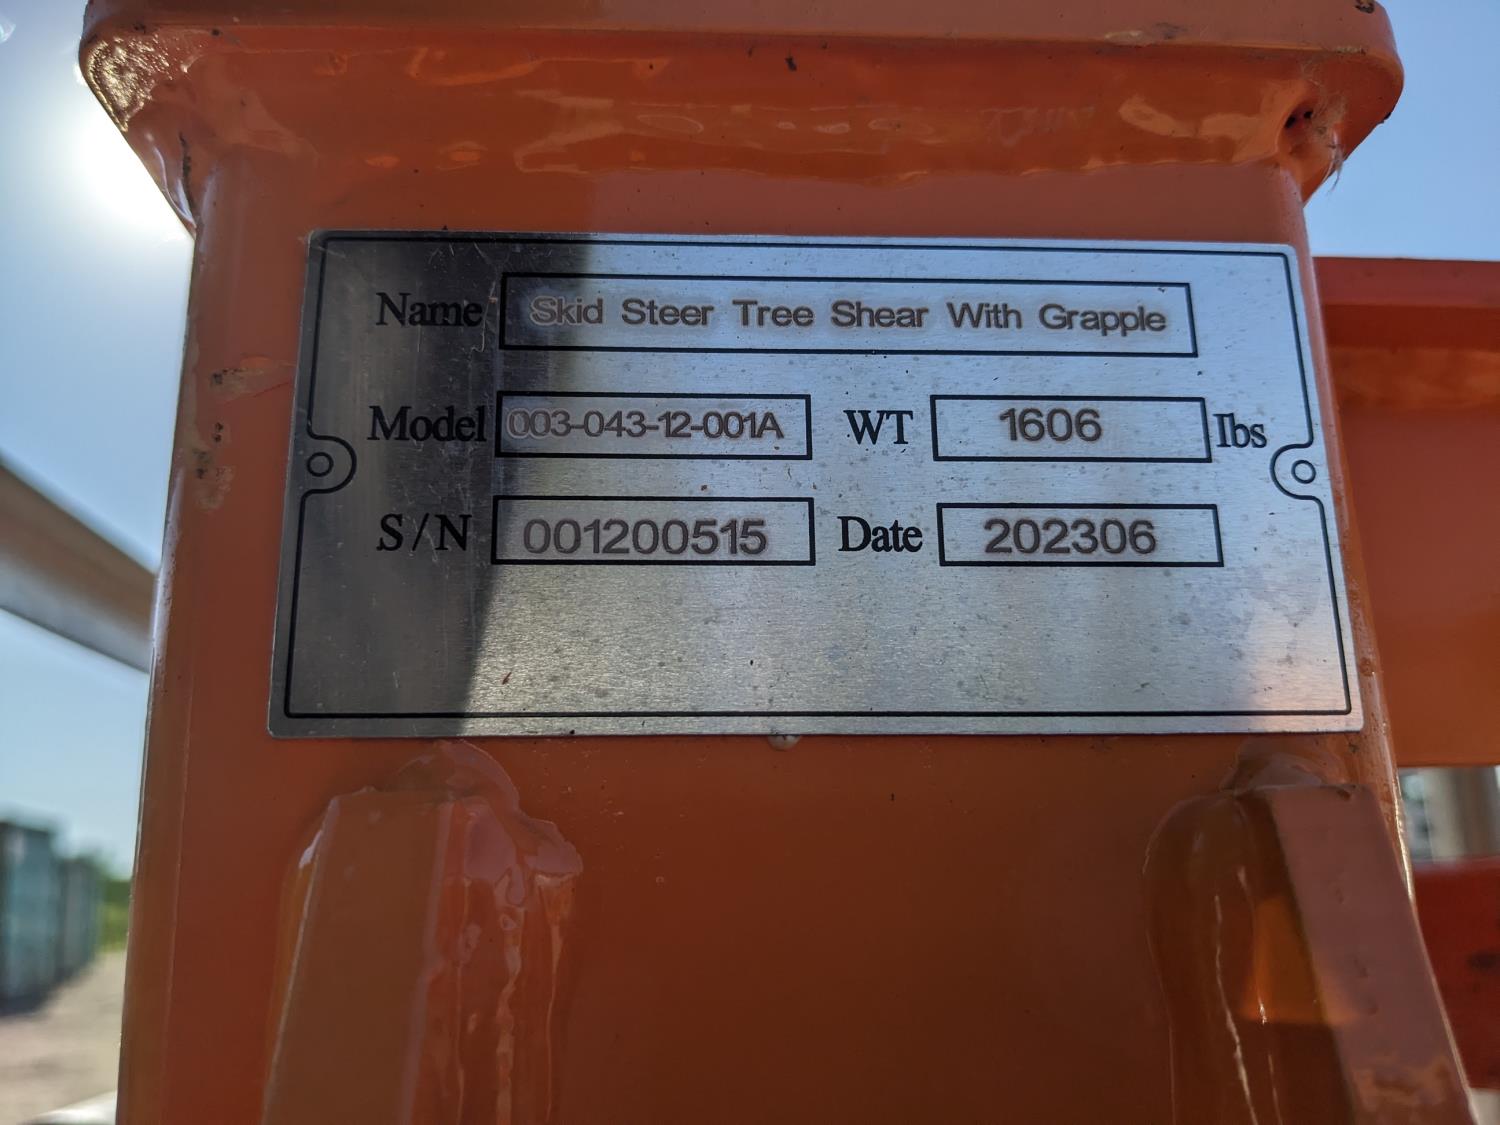 Name Skid Steer Tree Shear With Grapple
Model 003-043-12-001A WT 1606 lbs
S/N 001200515 Date 202306